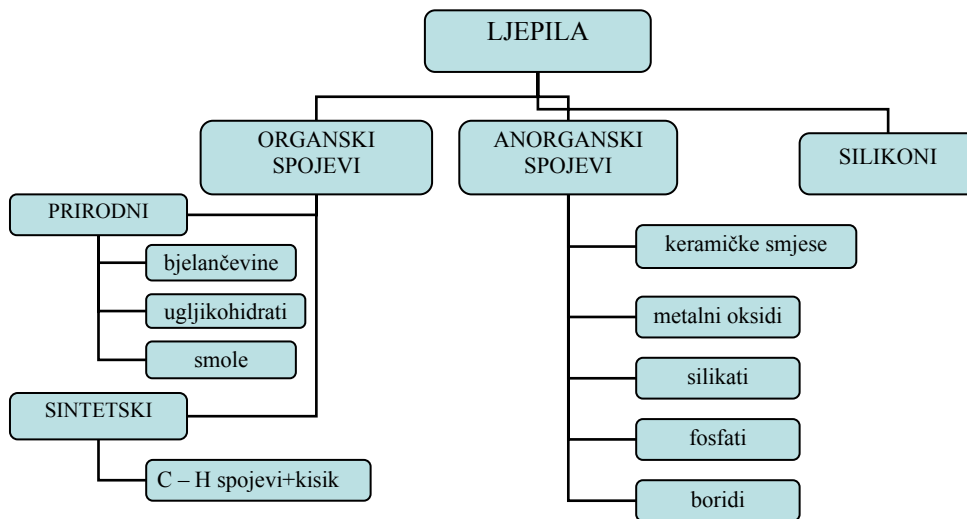 LJEPILA
ORGANSKI
SPOJEVI
ANORGANSKI
SPOJEVI
SILIKONI
PRIRODNI
bjelančevine
ugljikohidrati
smole
SINTETSKI
C – H spojevi+kisik
keramičke smjese
metalni oksidi
silikati
fosfati
boridi